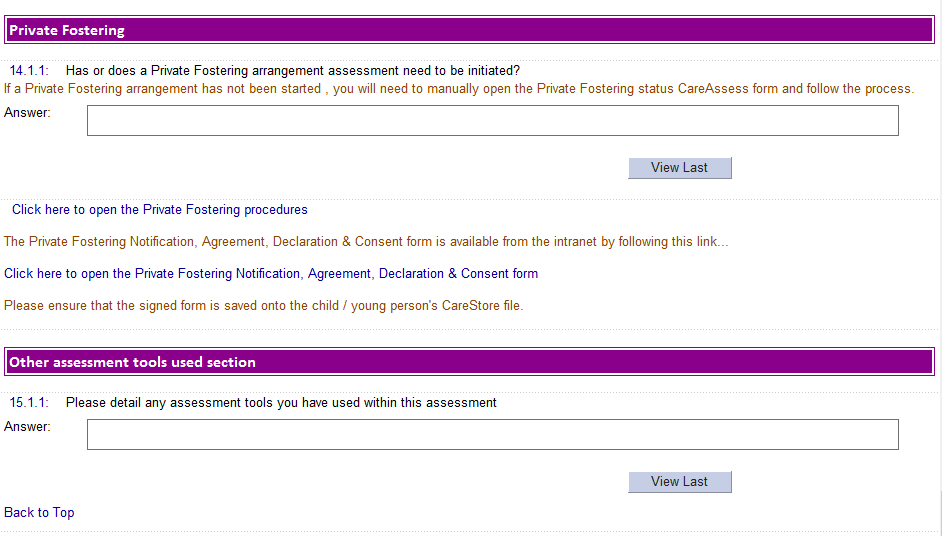 Private Fostering
14.1.1: Has or does a Private Fostering arrangement assessment need to be initiated?
If a Private Fostering arrangement has not been started , you will need to manually open the Private Fostering status CareAssess form and follow the process.
Answer:
View Last
Click here to open the Private Fostering procedures
The Private Fostering Notification, Agreement, Declaration & Consent form is available from the intranet by following this link...
Click here to open the Private Fostering Notification, Agreement, Declaration & Consent form
Please ensure that the signed form is saved onto the child / young person's CareStore file.
Other assessment tools used section
15.1.1: Please detail any assessment tools you have used within this assessment
Answer:
View Last
Back to Top